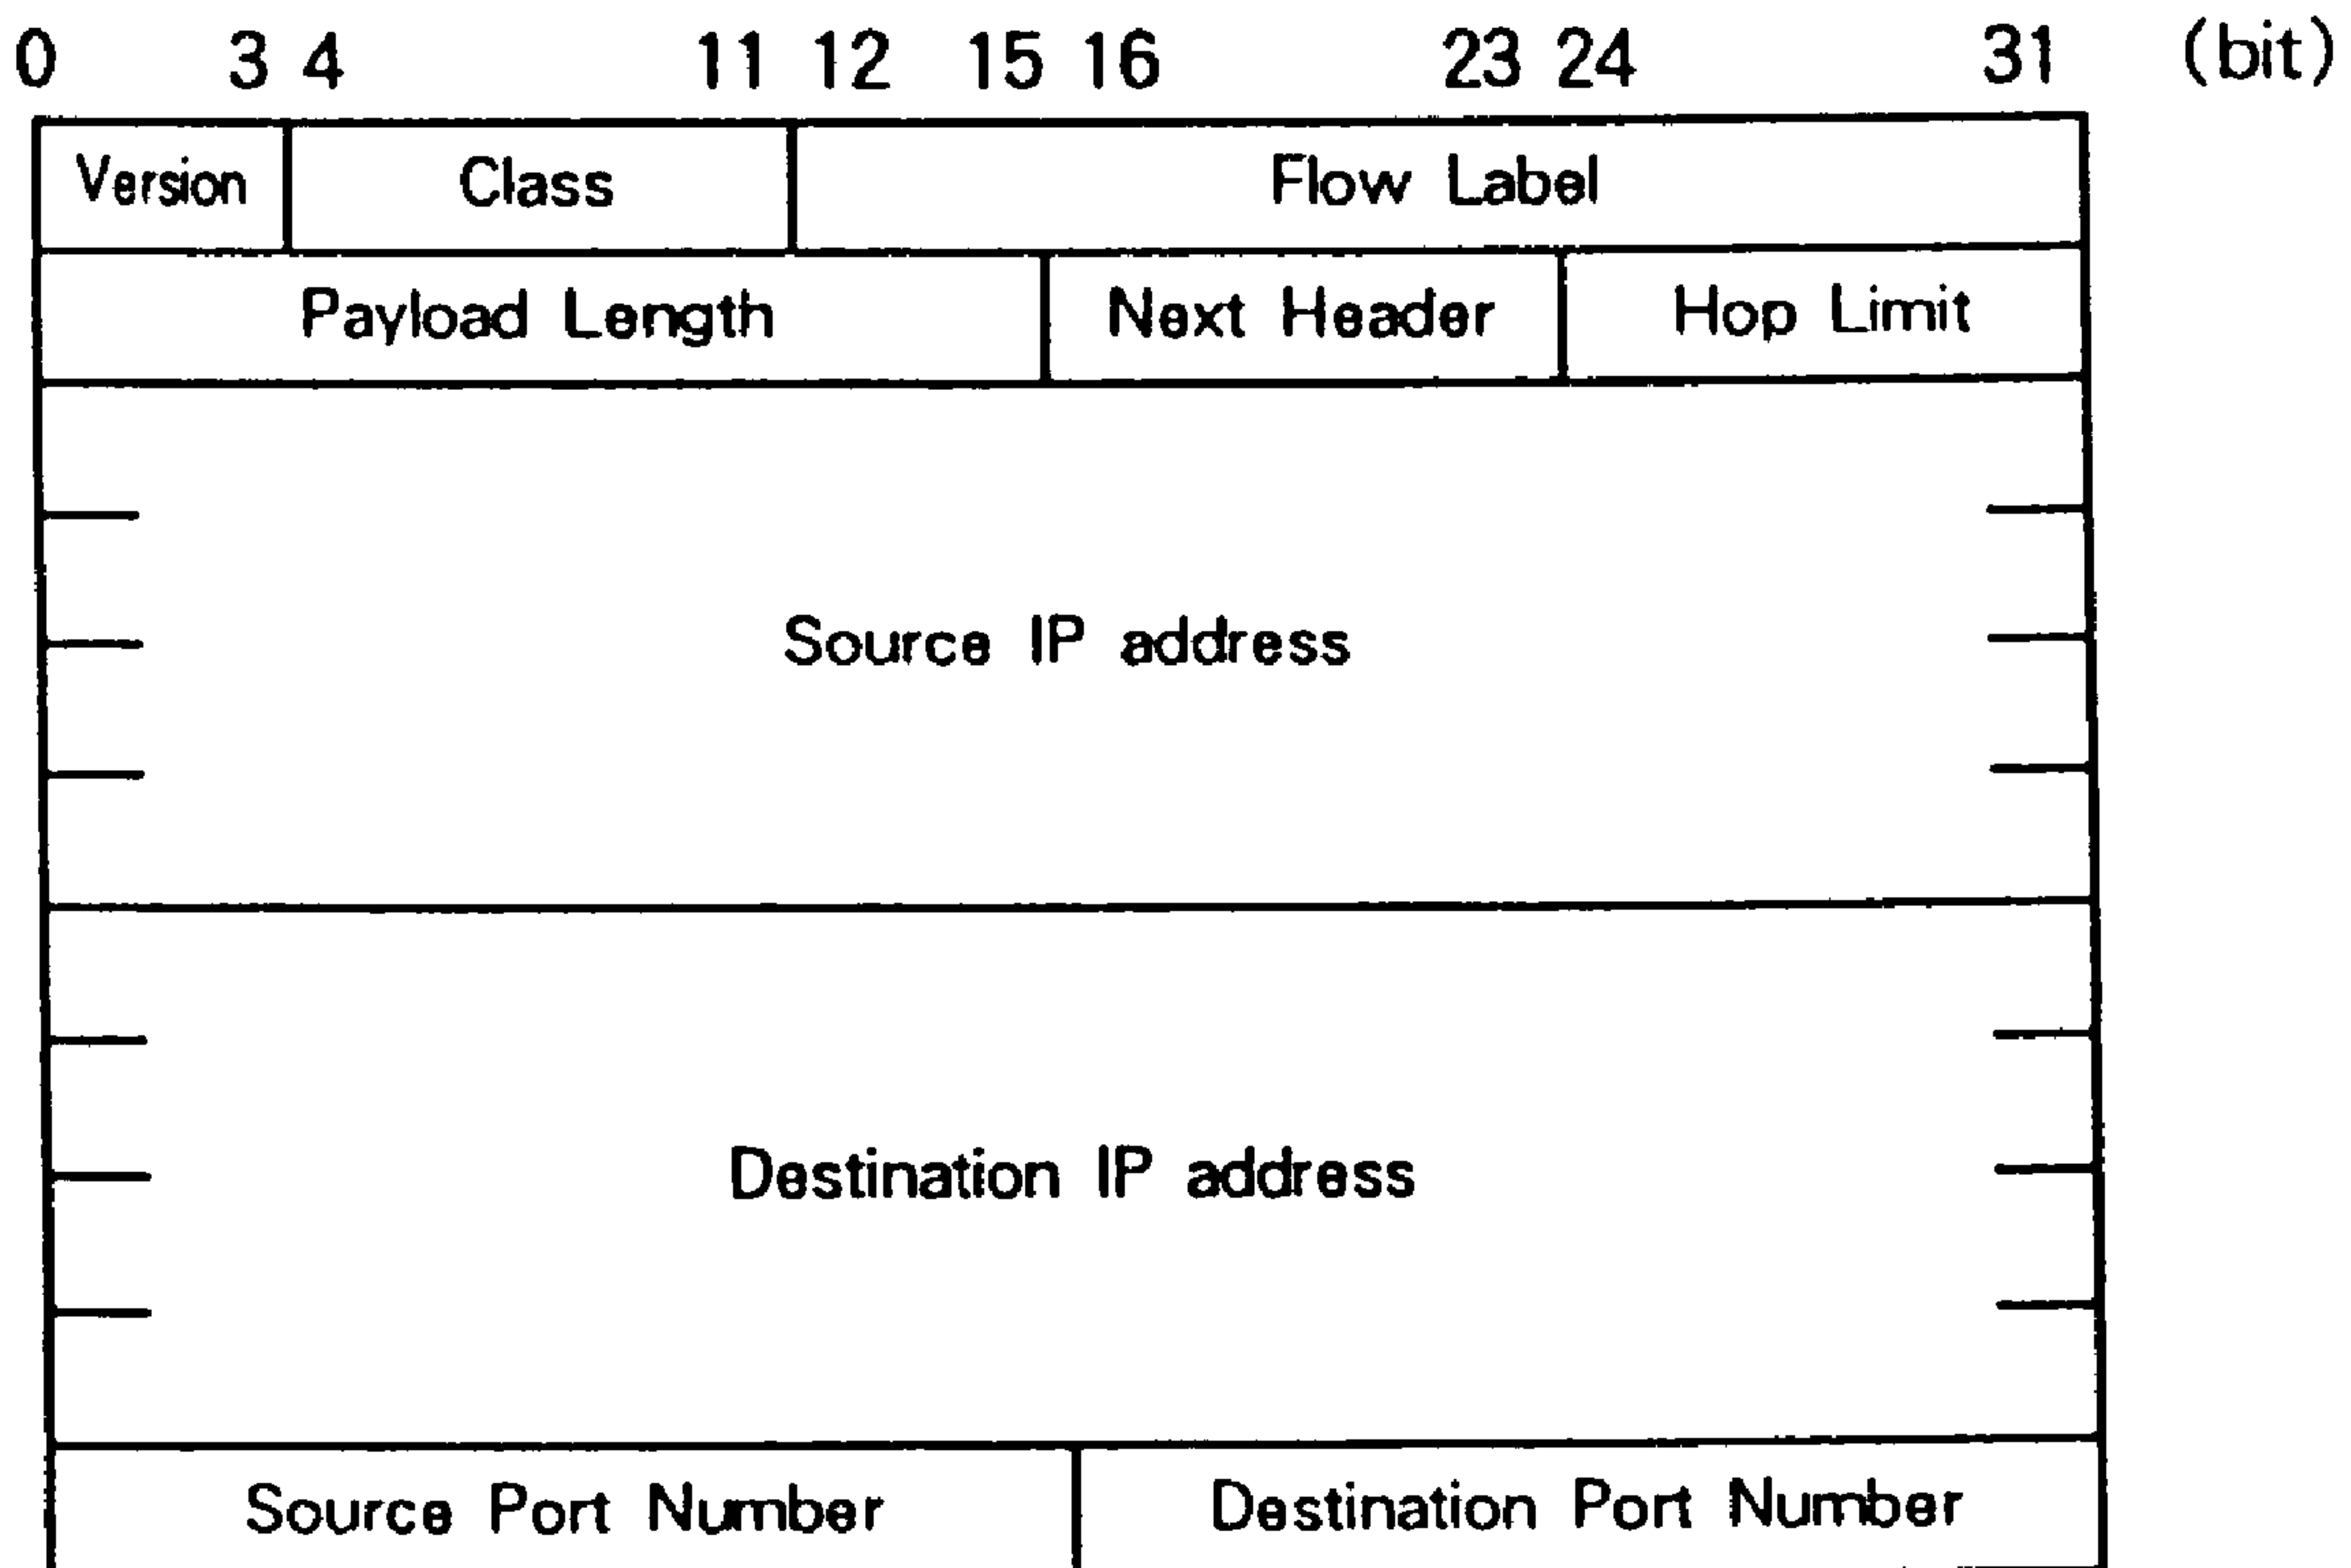 0 3 4 11 12 15 16 23 24 31 (bit)
Version Class Flow Label
Payload Length Next Header Hop Limit
Source IP address
Destination IP address
Source Port Number Destination Port Number